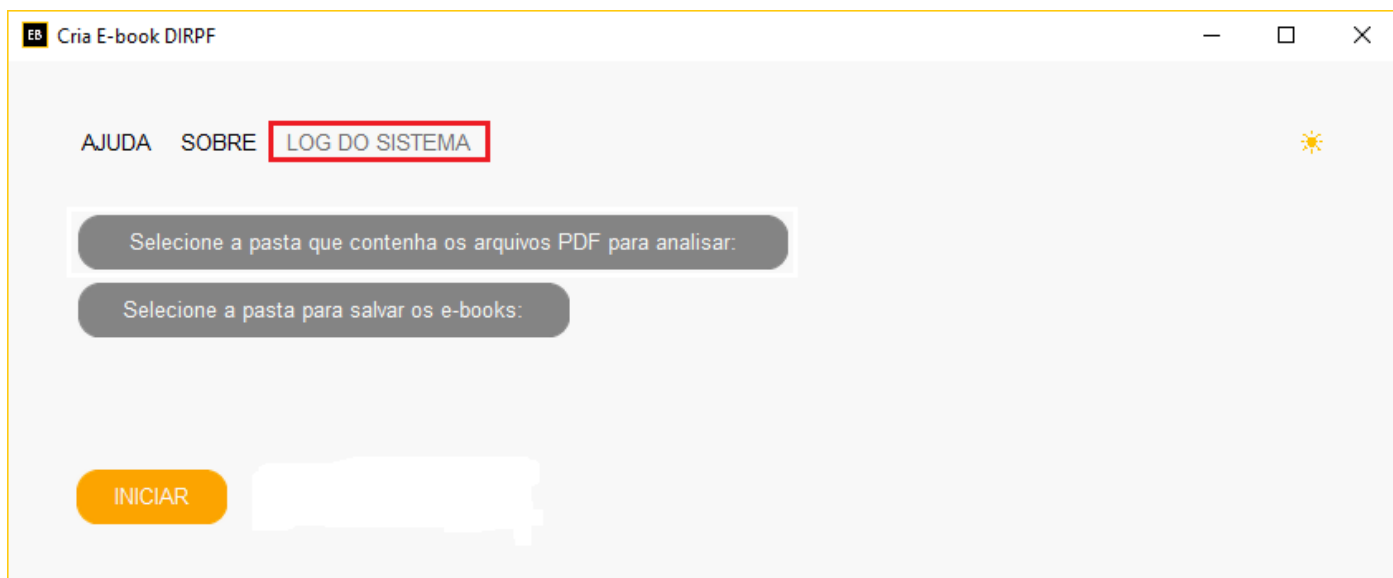 EB Cria E-book DIRPF
AJUDA SOBRE LOG DO SISTEMA
Selecione a pasta que contenha os arquivos PDF para analisar:
Selecione a pasta para salvar os e-books:
INICIAR